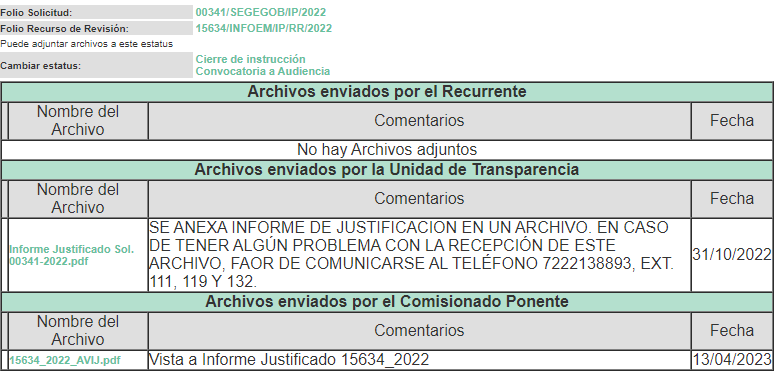 Folio Solicitud: 00341/SEGEGOB/IP/2022
Folio Recurso de Revisión: 15634/INFOEM/IP/RR/2022
Puede adjuntar archivos a este estatus
Cambiar estatus: Cierre de instrucción
Convocatoria a Audiencia
Archivos enviados por el Recurrente
Nombre del Archivo Comentarios Fecha
No hay Archivos adjuntos
Archivos enviados por la Unidad de Transparencia
Nombre del Archivo Comentarios Fecha
Informe Justificado Sol. 00341-2022.pdf
SE ANEXA INFORME DE JUSTIFICACION EN UN ARCHIVO. EN CASO
DE TENER ALGÚN PROBLEMA CON LA RECEPCIÓN DE ESTE
ARCHIVO, FAOR DE COMUNICARSE AL TELÉFONO 7222138893, EXT.
111, 119 Y 132.
31/10/2022
Archivos enviados por el Comisionado Ponente
Nombre del Archivo Comentarios Fecha
15634_2022_AVIJ.pdf Vista a Informe Justificado 15634_2022 13/04/2023